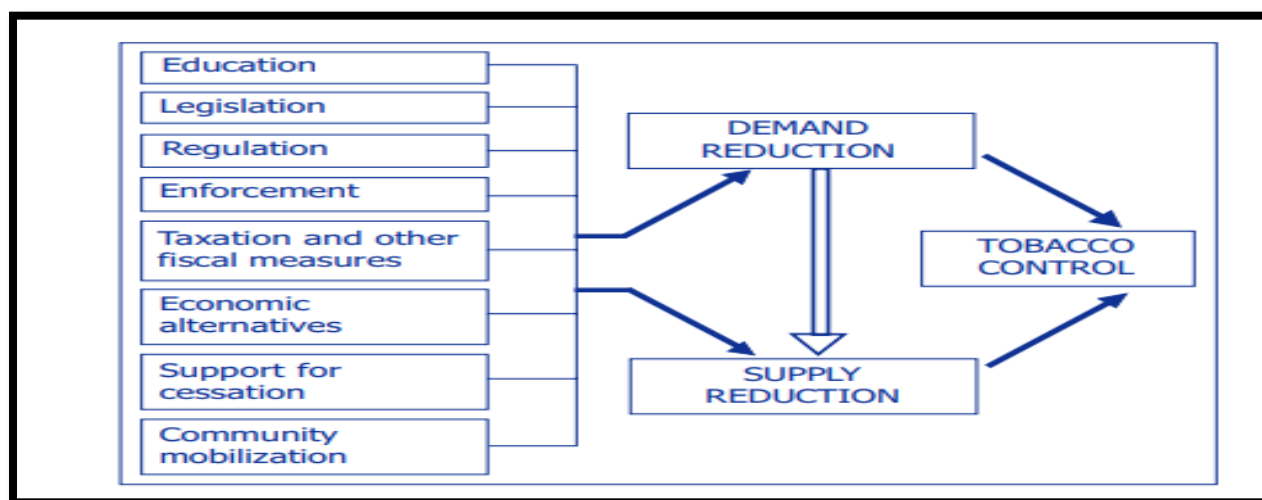 Education
Legislation
Regulation
Enforcement
Taxation and other
fiscal measures
Economic
alternatives
Support for
cessation
Community
mobilization
DEMAND
REDUCTION
SUPPLY
REDUCTION
TOBACCO
CONTROL